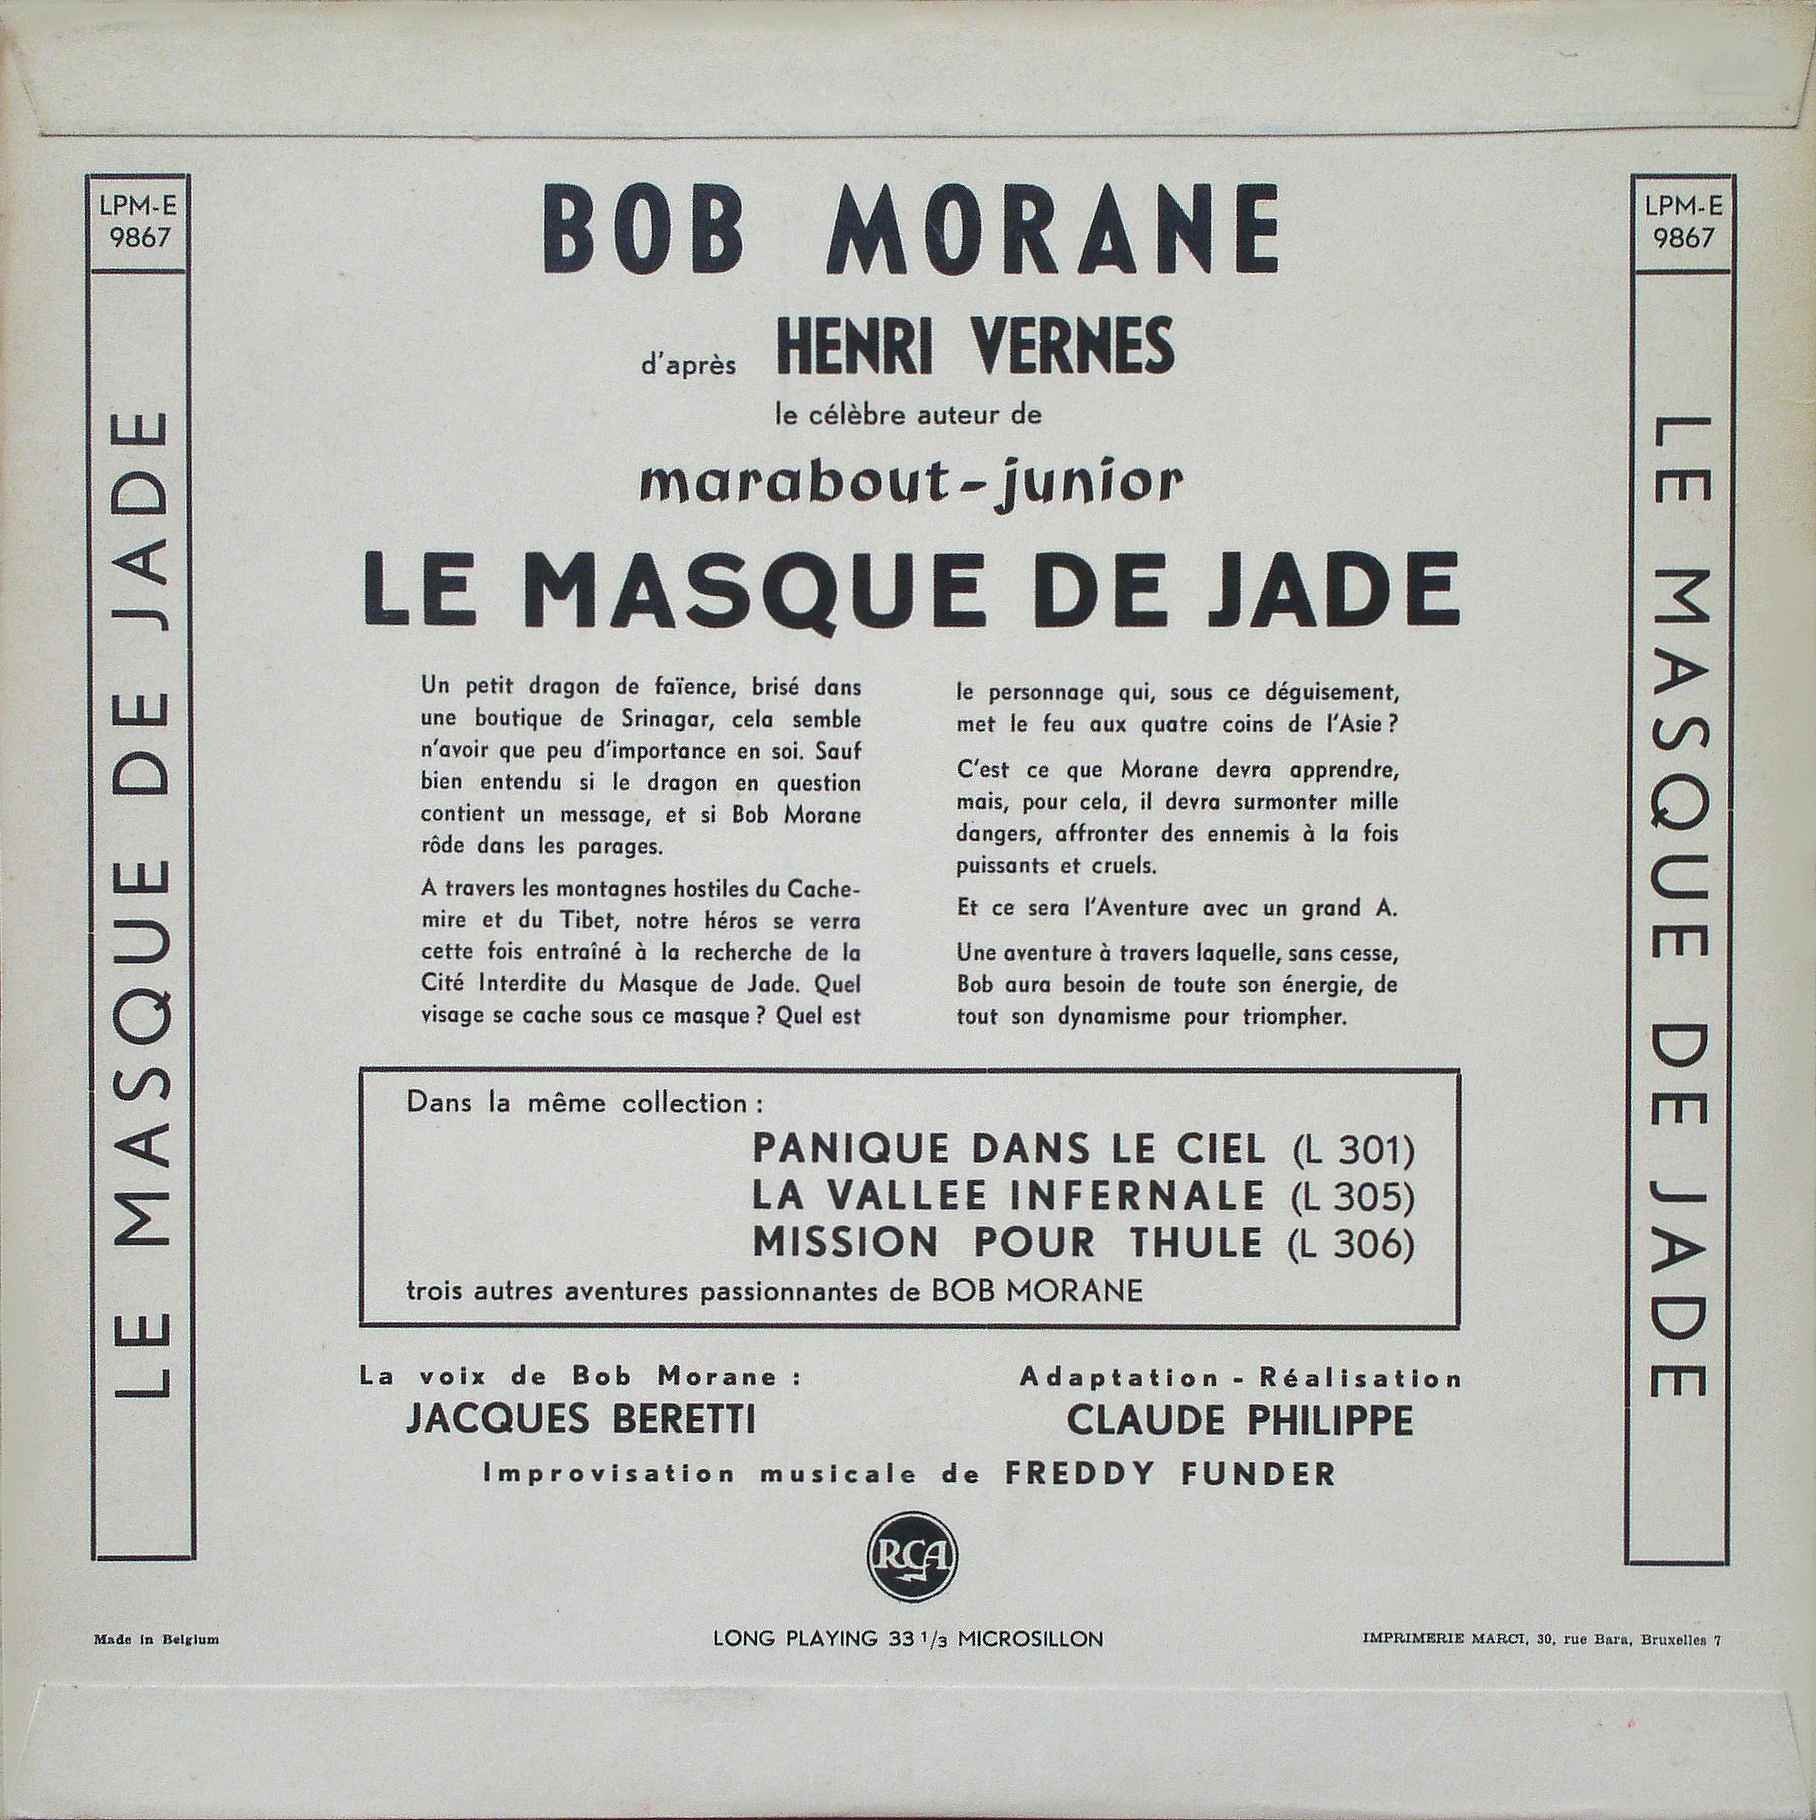 LPM-E
9867
LE MASQUE DE JADE
BOB MORANE
d'après HENRI VERNES
le célèbre auteur de
marabout-junior
LE MASQUE DE JADE
Un petit dragon de faïence, brisé dans
une boutique de Srinagar, cela semble
n'avoir que peu d'importance en soi. Sauf
bien entendu si le dragon en question
contient un message, et si Bob Morane
rôde dans les parages.
A travers les montagnes hostiles du Cache-
mire et du Tibet, notre héros se verra
cette fois entraîné à la recherche de la
Cité Interdite du Masque de Jade. Quel
visage se cache sous ce masque ? Quel est
le personnage qui, sous ce déguisement,
met le feu aux quatre coins de l'Asie ?
C'est ce que Morane devra apprendre,
mais, pour cela, il devra surmonter mille
dangers, affronter des ennemis à la fois
puissants et cruels.
Et ce sera l'Aventure avec un grand A.
Une aventure à travers laquelle, sans cesse,
Bob aura besoin de toute son énergie, de
tout son dynamisme pour triompher.
Dans la même collection :
PANIQUE DANS LE CIEL (L 301)
LA VALLEE INFERNALE (L 305)
MISSION POUR THULE (L 306)
trois autres aventures passionnantes de BOB MORANE
La voix de Bob Morane :
JACQUES BERETTI
Adaptation - Réalisation
CLAUDE PHILIPPE
Improvisation musicale de FREDDY FUNDER
RCA
Made in Belgium
LONG PLAYING 33 1/3 MICROSILLON
IMPRIMERIE MARCI, 30, rue Bara, Bruxelles 7
LPM-E
9867
LE MASQUE DE JADE